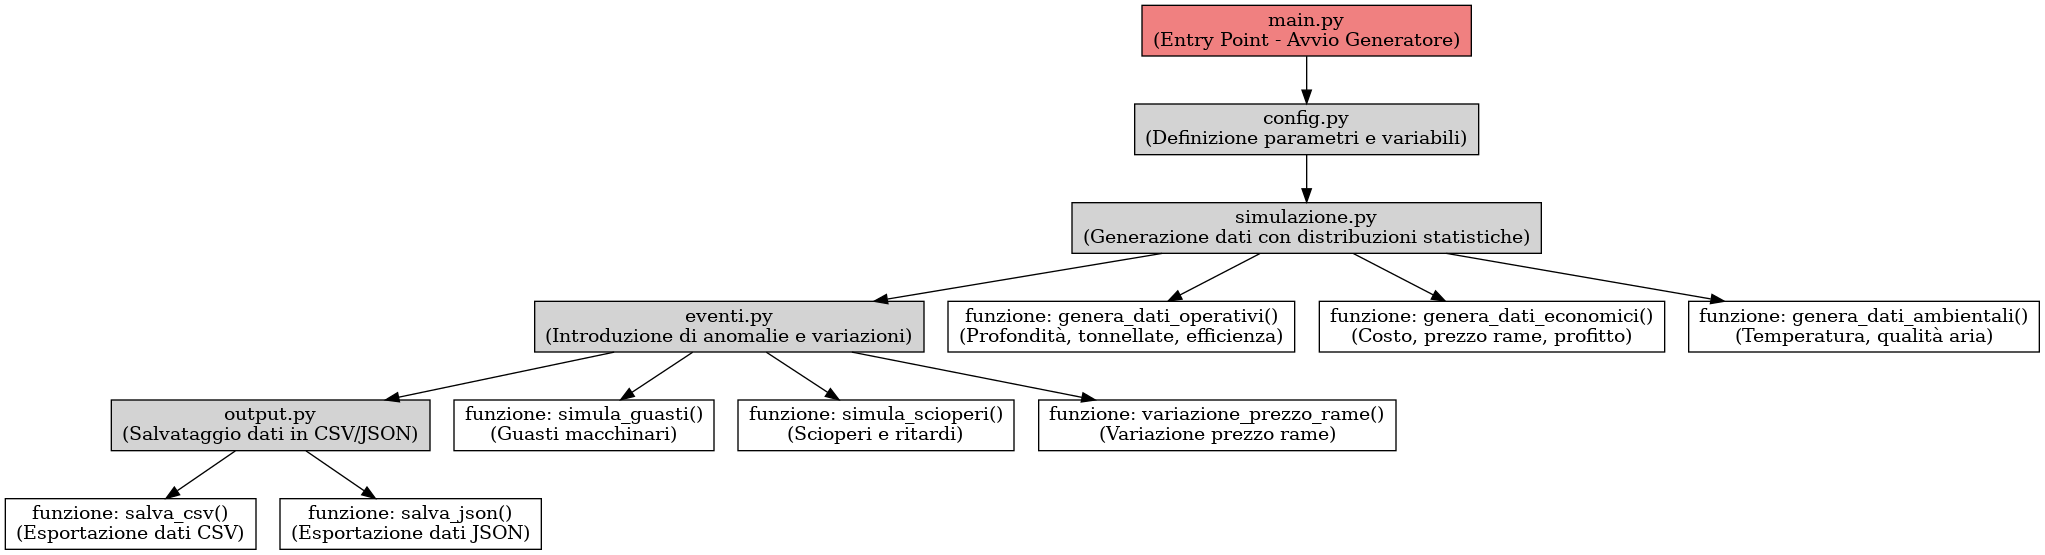 main.py
(Entry Point - Avvio Generatore)
config.py
(Definizione parametri e variabili)
simulazione.py
(Generazione dati con distribuzioni statistiche)
eventi.py
(Introduzione di anomalie e variazioni)
funzione: genera_dati_operativi()
(Profondità, tonnellate, efficienza)
funzione: genera_dati_economici()
(Costo, prezzo rame, profitto)
funzione: genera_dati_ambientali()
(Temperatura, qualità aria)
output.py
(Salvataggio dati in CSV/JSON)
funzione: simula_guasti()
(Guasti macchinari)
funzione: simula_scioperi()
(Scioperi e ritardi)
funzione: variazione_prezzo_rame()
(Variazione prezzo rame)
funzione: salva_csv()
(Esportazione dati CSV)
funzione: salva_json()
(Esportazione dati JSON)